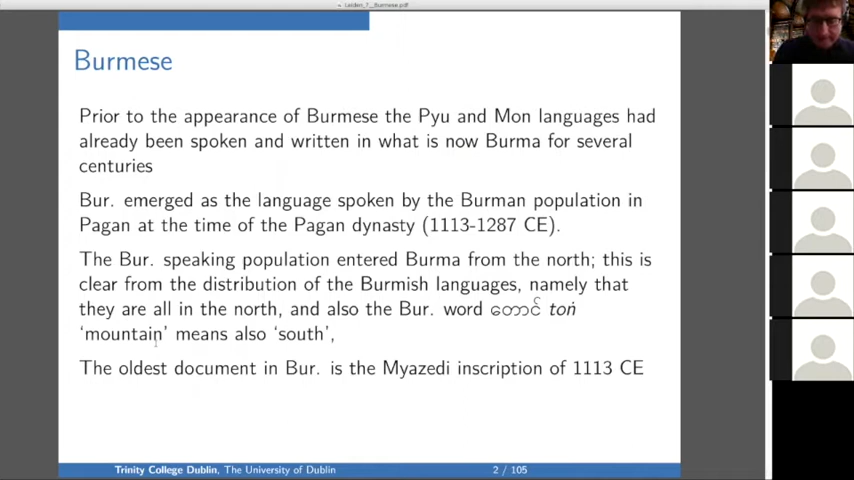 Leiden_7__Burmese.pdf
Burmese
Prior to the appearance of Burmese the Pyu and Mon languages had
already been spoken and written in what is now Burma for several
centuries
Bur. emerged as the language spoken by the Burman population in
Pagan at the time of the Pagan dynasty (1113-1287 CE).
The Bur. speaking population entered Burma from the north; this is
clear from the distribution of the Burmish languages, namely that
they are all in the north, and also the Bur. word တောင် toṅ
‘mountain’ means also ‘south’,
The oldest document in Bur. is the Myazedi inscription of 1113 CE
Trinity College Dublin, The University of Dublin
2 / 105